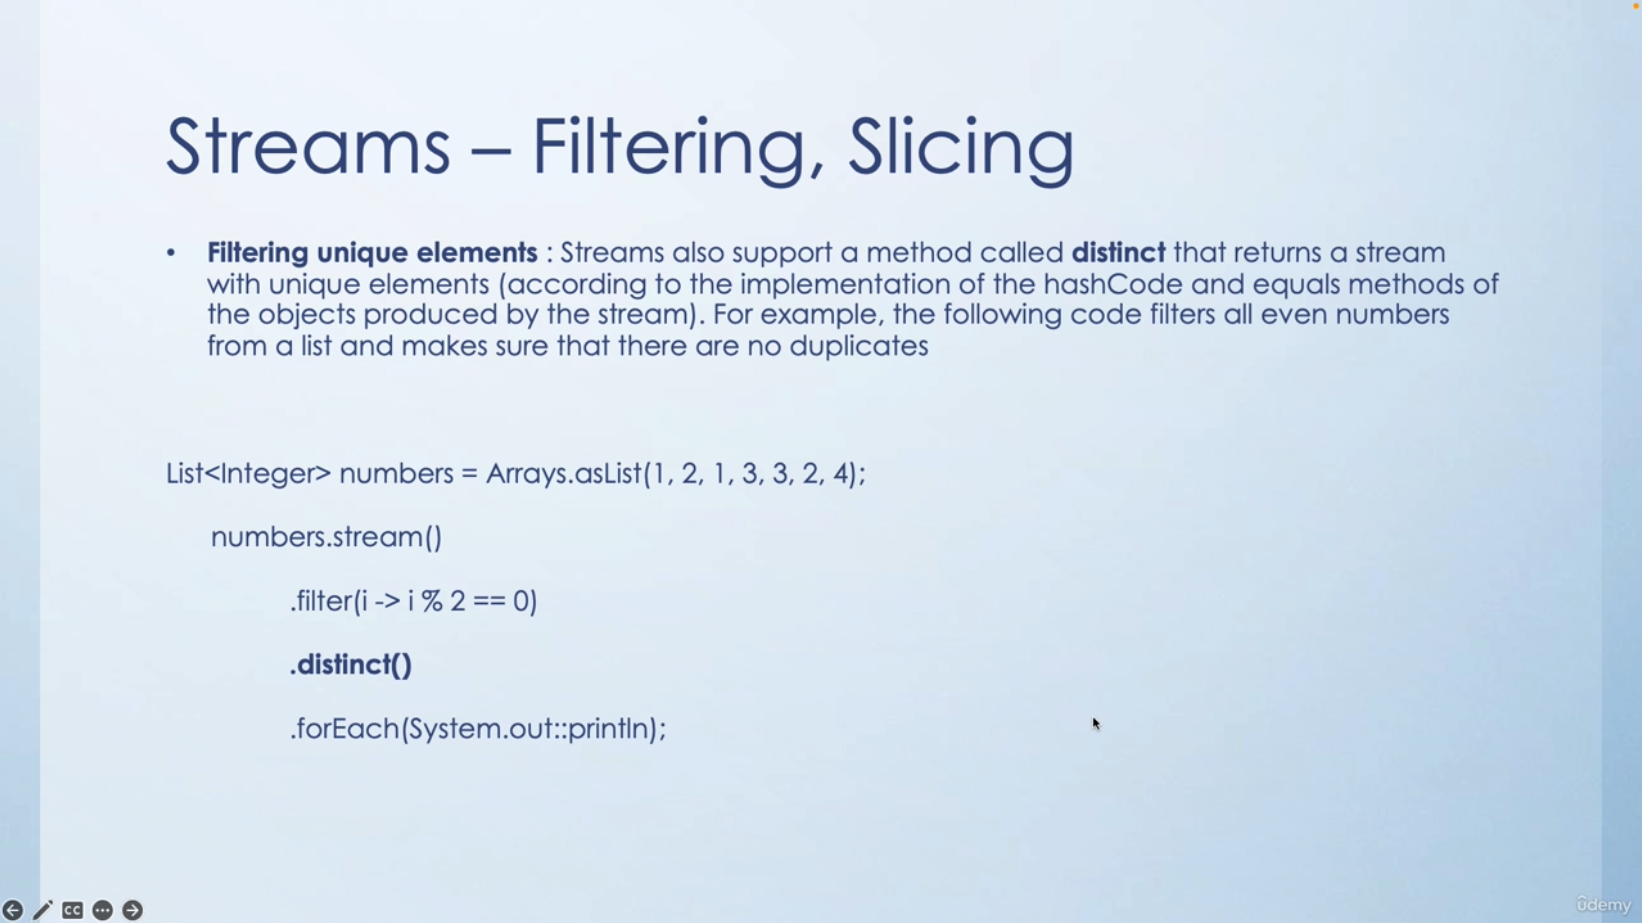 Streams – Filtering, Slicing
• Filtering unique elements : Streams also support a method called distinct that returns a stream
with unique elements (according to the implementation of the hashCode and equals methods of
the objects produced by the stream). For example, the following code filters all even numbers
from a list and makes sure that there are no duplicates
List<Integer> numbers = Arrays.asList(1, 2, 1, 3, 3, 2, 4);
numbers.stream()
.filter(i -> i % 2 == 0)
.distinct()
.forEach(System.out::println);
CC
ûdemy